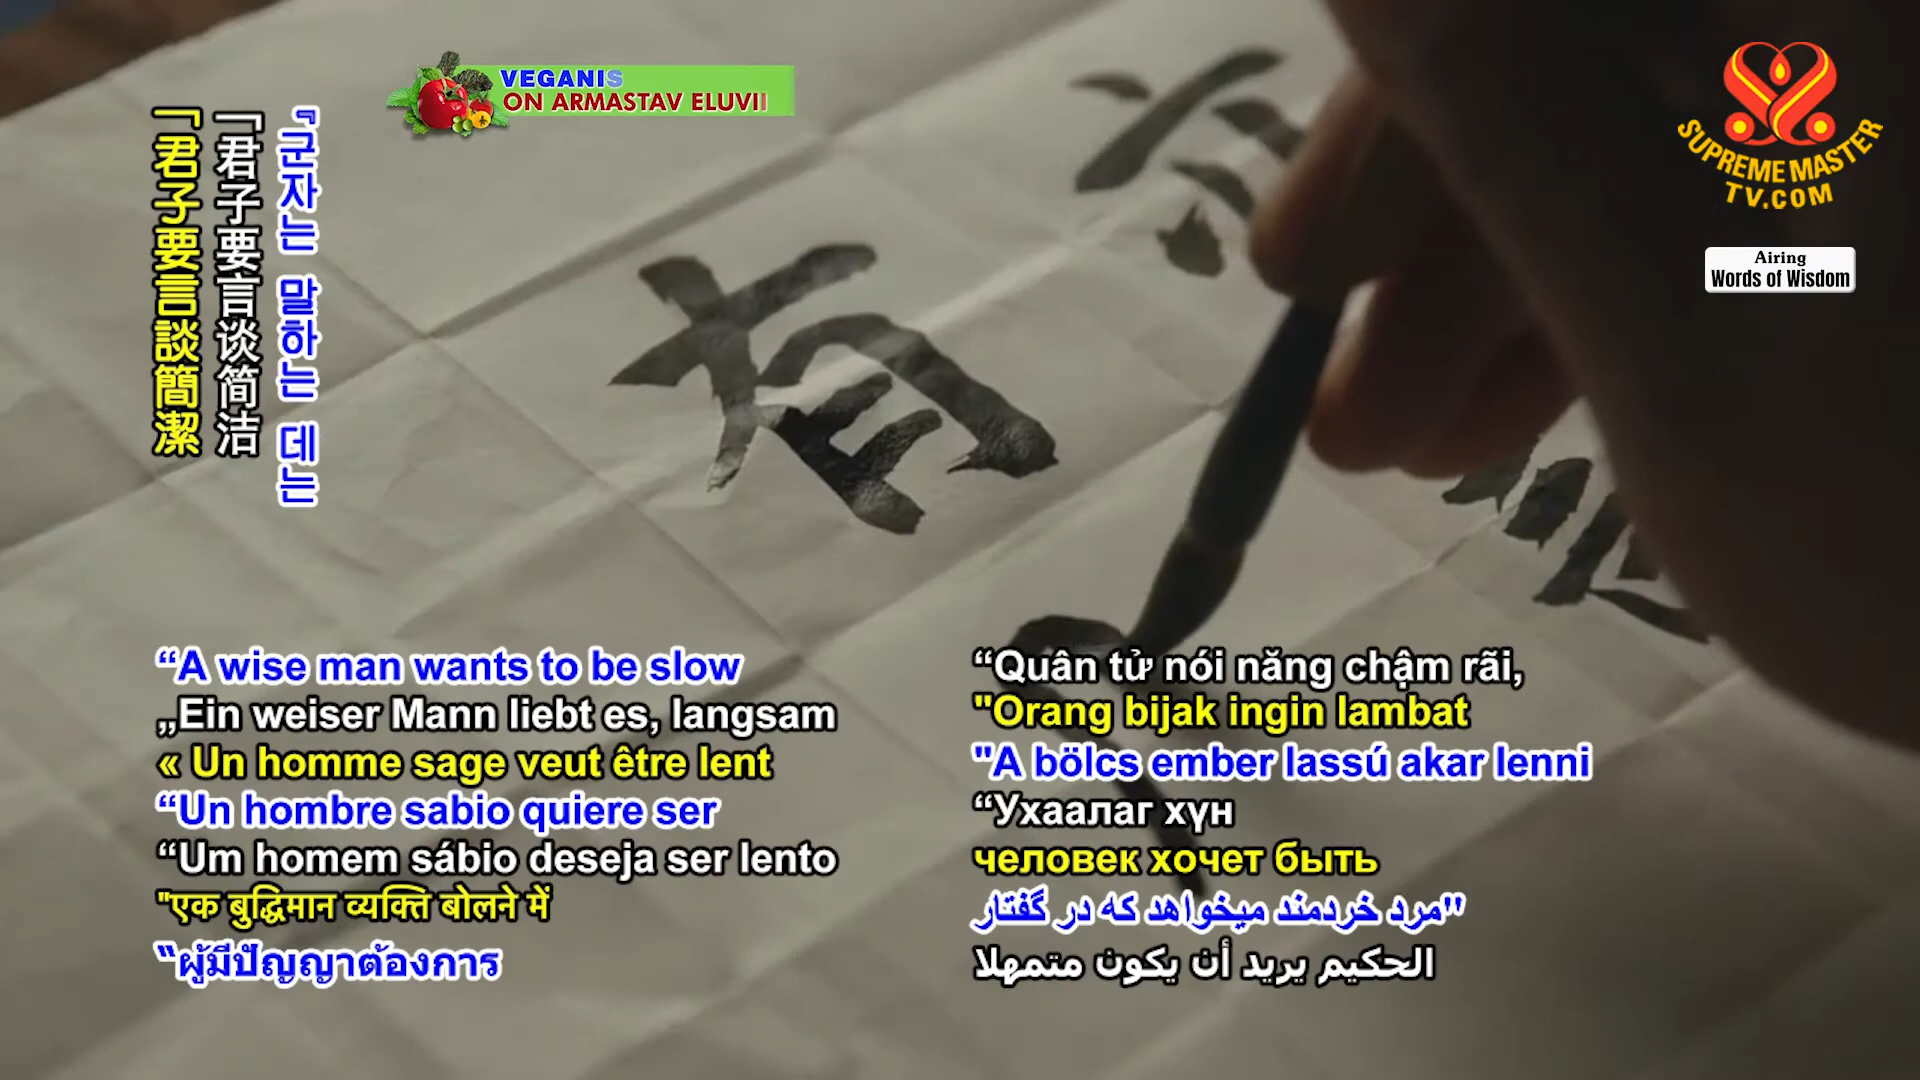 VEGANIS
ON ARMASTAV ELUVII
SUPREME MASTER
TV.COM
Airing
Words of Wisdom
『군자는 말하는 데는
「君子要言谈简洁
「君子要言談簡潔
有
“A wise man wants to be slow
„Ein weiser Mann liebt es, langsam
« Un homme sage veut être lent
“Un hombre sabio quiere ser
“Um homem sábio deseja ser lento
"एक बुद्धिमान व्यक्ति बोलने में
“ผู้มีปัญญาต้องการ
“Quân tử nói năng chậm rãi,
"Orang bijak ingin lambat
"A bölcs ember lassú akar lenni
“Ухаалаг хүн
человек хочет быть
"مرد خردمند میخواهد که در گفتار
الحكيم يريد أن يكون متمهلا